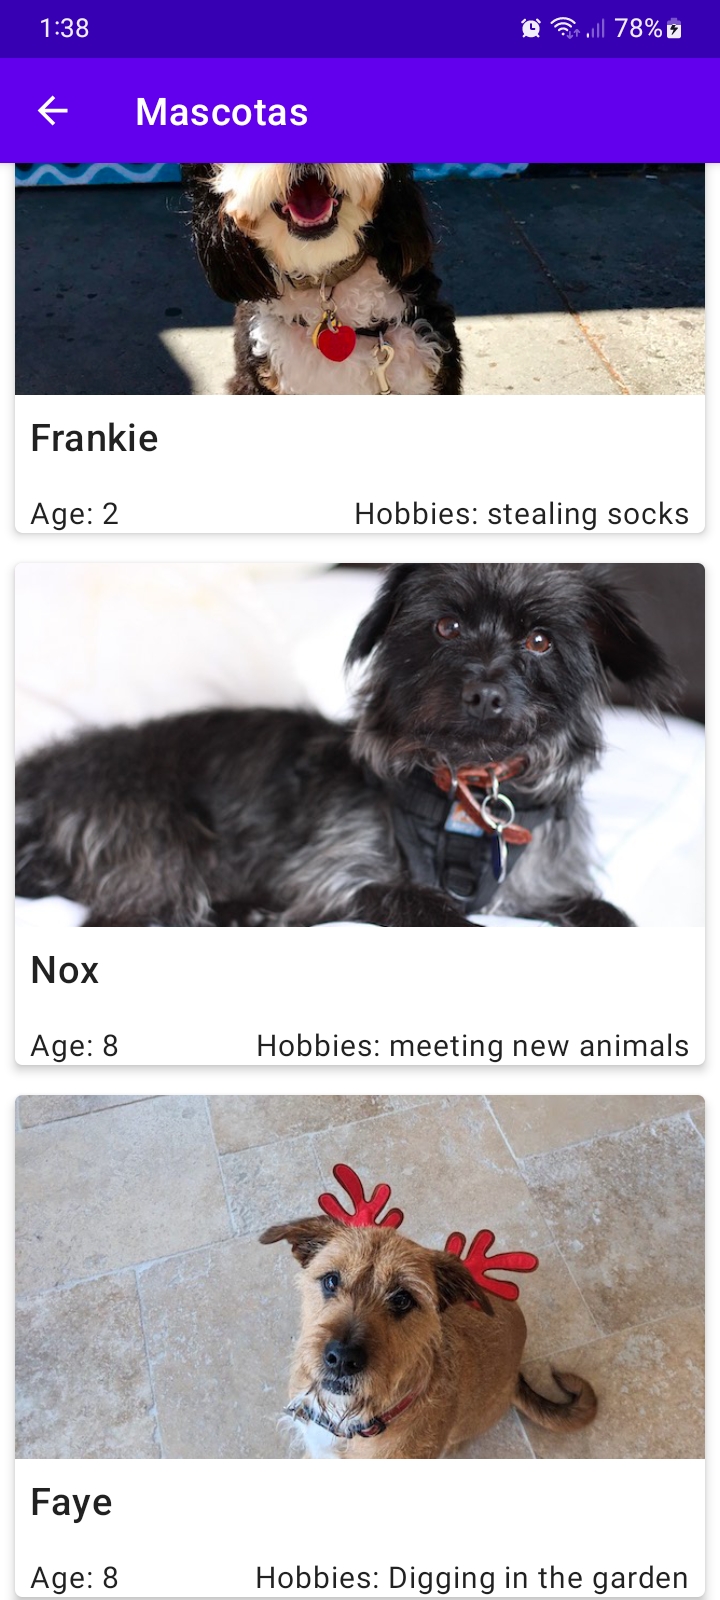 1:38 78%
Mascotas
Frankie
Age: 2 Hobbies: stealing socks
Nox
Age: 8 Hobbies: meeting new animals
Faye
Age: 8 Hobbies: Digging in the garden